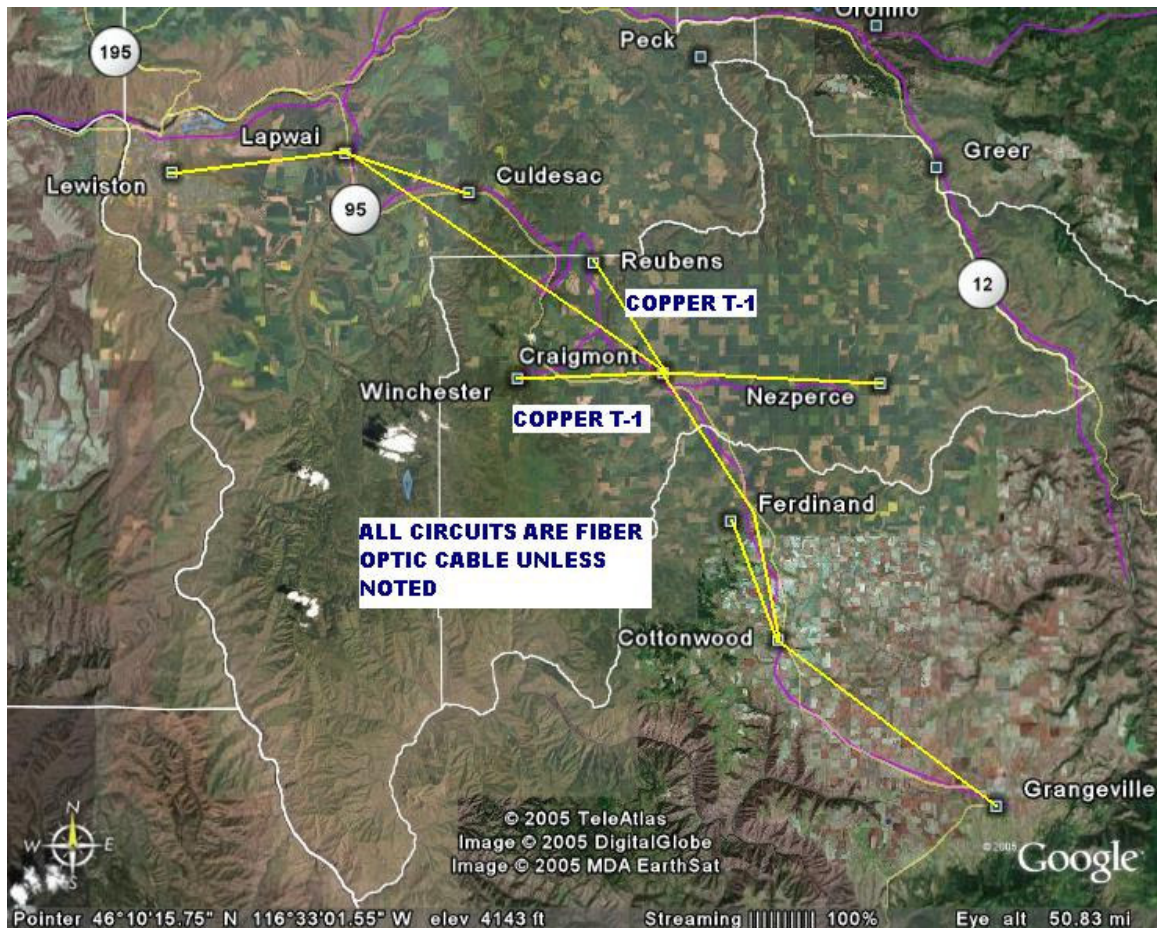 Orofino
195
Peck
Lapwai
Greer
Lewiston
Culdesac
95
Reubens
12
COPPER T-1
Craigmont
Winchester
Nezperce
COPPER T-1
Ferdinand
ALL CIRCUITS ARE FIBER
OPTIC CABLE UNLESS
NOTED
Cottonwood
Grangeville
N
W E
S
© 2005 TeleAtlas
Image © 2005 DigitalGlobe
Image © 2005 MDA EarthSat
© 2005 Google
Pointer 46°10'15.75" N 116°33'01.55" W elev 4143 ft Streaming |||||||||| 100% Eye alt 50.83 mi